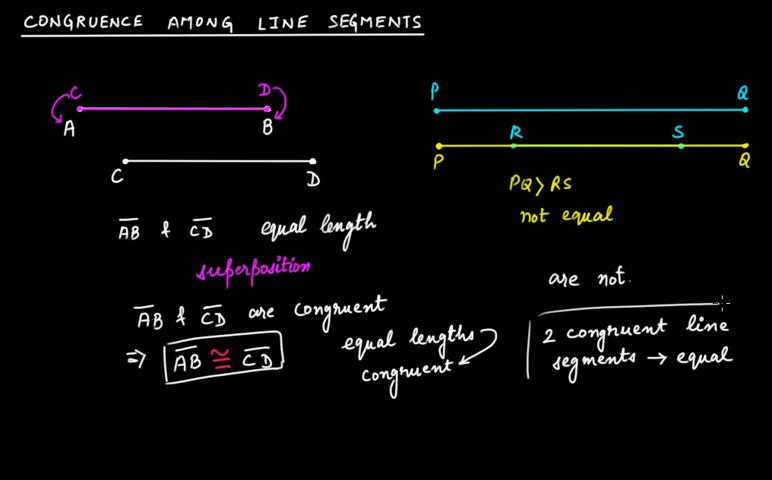 CONGRUENCE AMONG LINE SEGMENTS
C D
A B
C D
AB & CD equal length
superposition
AB & CD are congruent
⇒ AB ≅ CD
equal lengths
congruent
P Q
R S
P Q
PQ > RS
not equal
are not.
2 congruent line
segments → equal